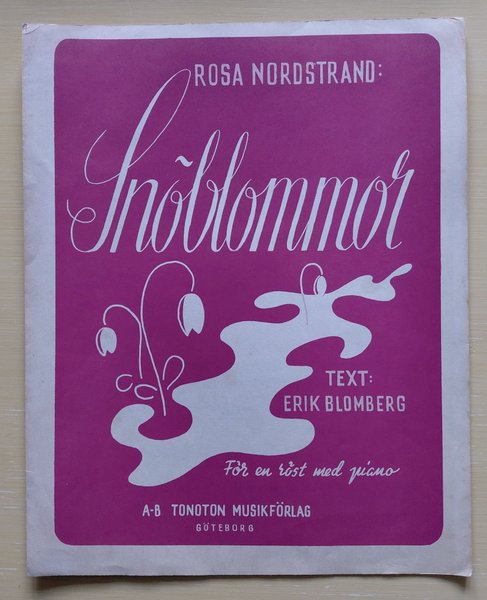 ROSA NORDSTRAND:
Snöblommor
TEXT:
ERIK BLOMBERG
För en röst med piano
A-B TONOTON MUSIKFÖRLAG
GÖTEBORG